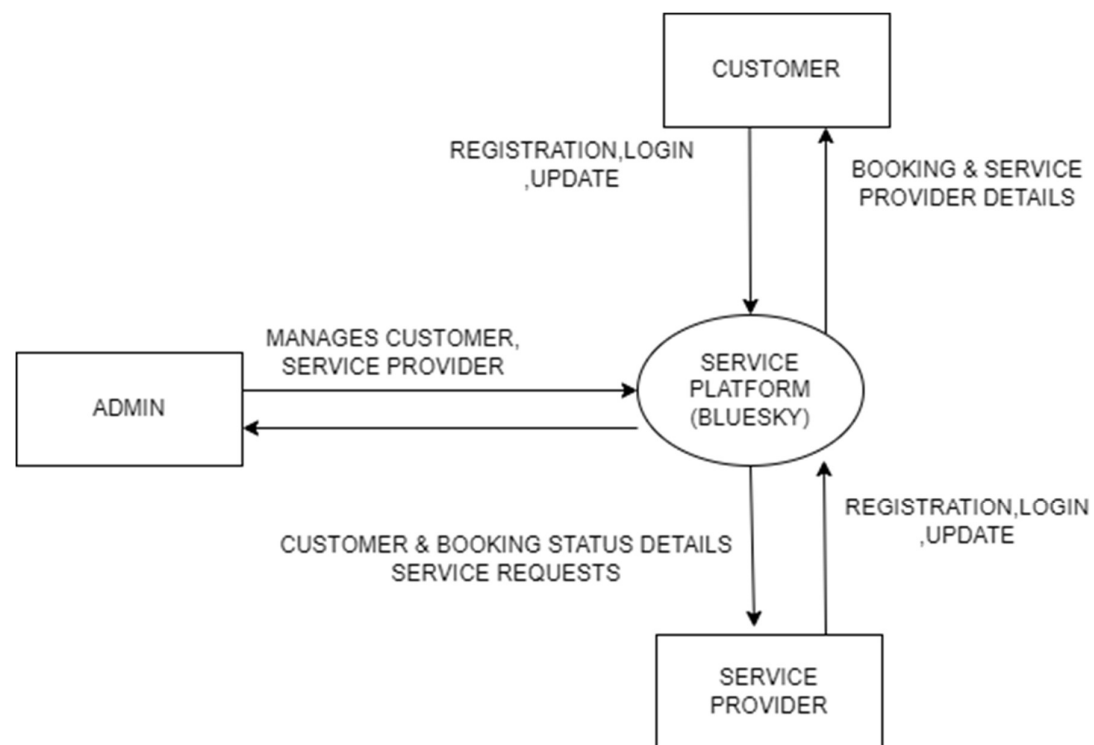 CUSTOMER
REGISTRATION,LOGIN
,UPDATE
BOOKING & SERVICE
PROVIDER DETAILS
MANAGES CUSTOMER,
SERVICE PROVIDER
ADMIN
SERVICE
PLATFORM
(BLUESKY)
REGISTRATION,LOGIN
,UPDATE
CUSTOMER & BOOKING STATUS DETAILS
SERVICE REQUESTS
SERVICE
PROVIDER